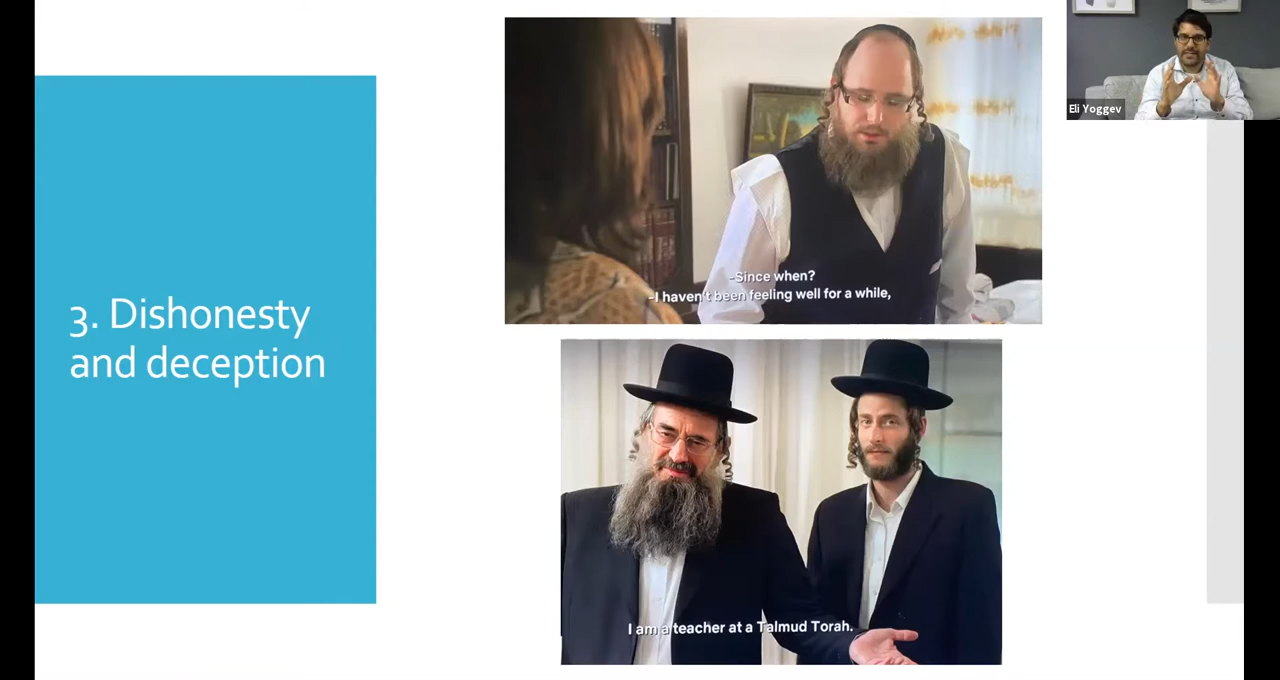 3. Dishonesty
and deception
-Since when?
-I haven't been feeling well for a while,
I am a teacher at a Talmud Torah.
Eli Yoggev